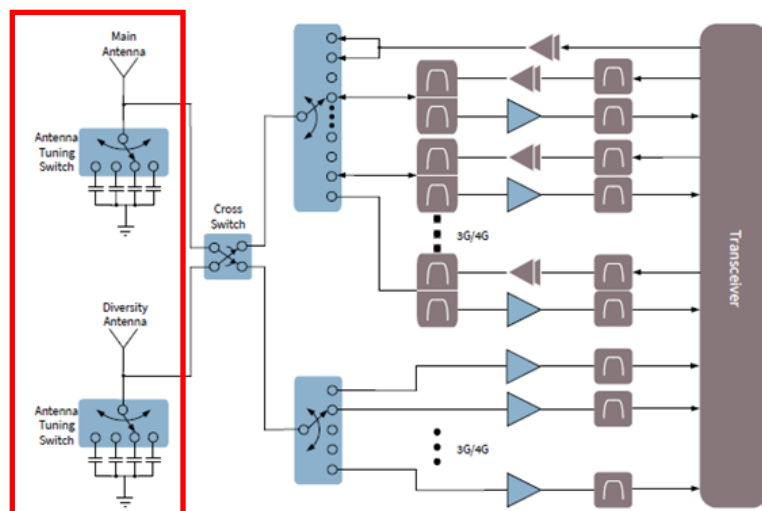 Main
Antenna
Antenna
Tuning
Switch
Cross
Switch
3G/4G
Transceiver
Diversity
Antenna
Antenna
Tuning
Switch
3G/4G